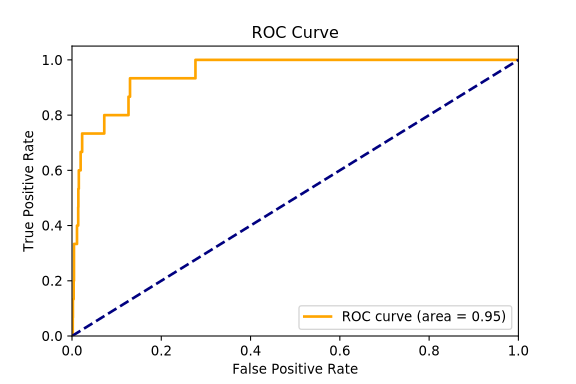 ROC Curve
True Positive Rate
1.0
0.8
0.6
0.4
0.2
0.0
ROC curve (area = 0.95)
0.0 0.2 0.4 0.6 0.8 1.0
False Positive Rate